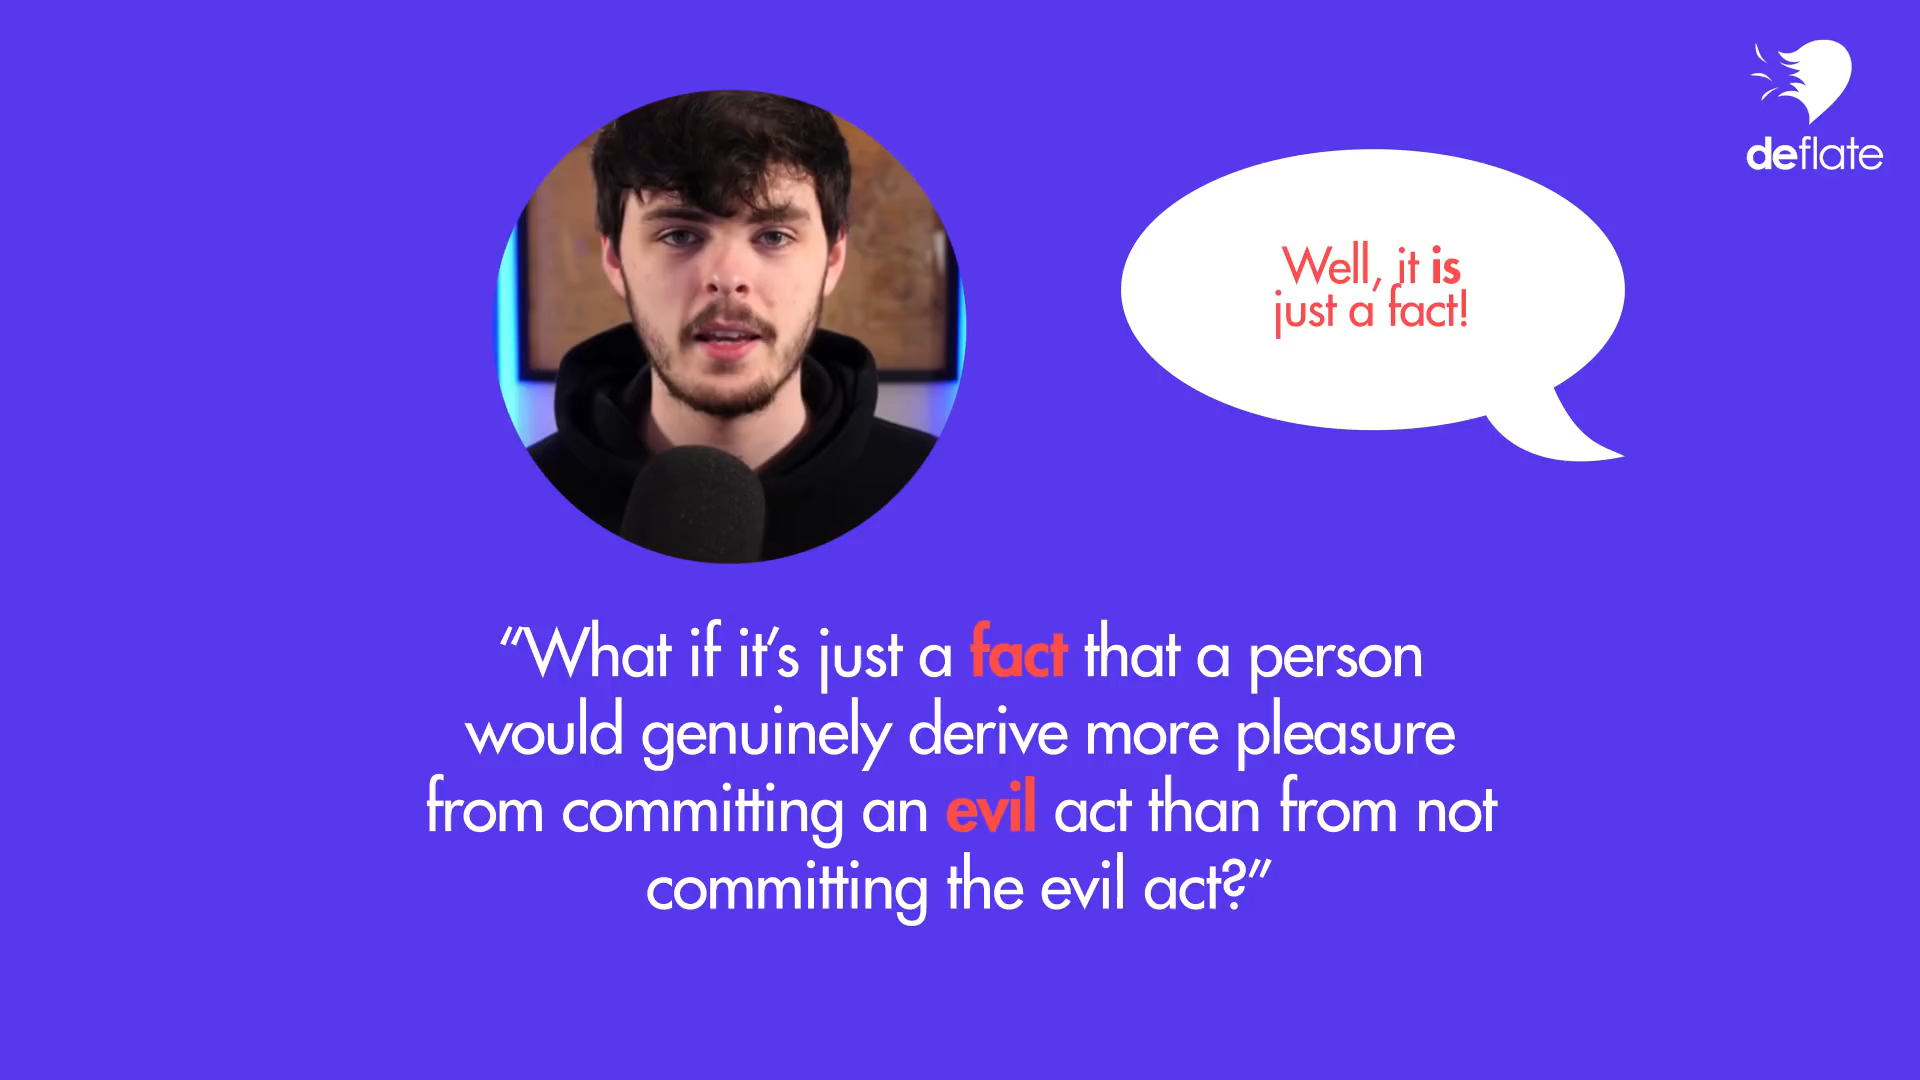 deflate
Well, it is
just a fact!
“What if it’s just a fact that a person
would genuinely derive more pleasure
from committing an evil act than from not
committing the evil act?”